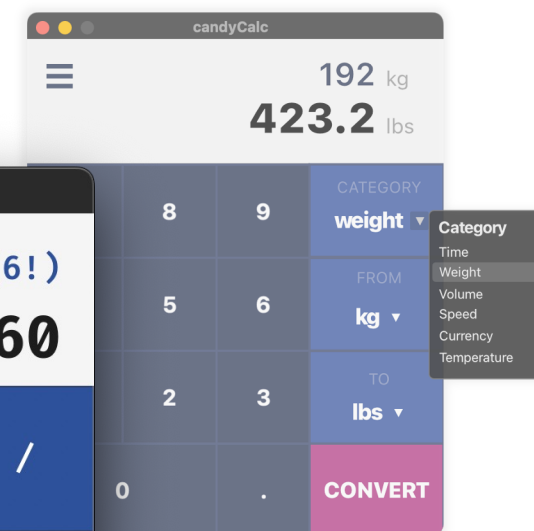 candyCalc
192 kg
423.2 lbs
6!)
60
/
8
9
5
6
2
3
0
.
CATEGORY
weight
FROM
kg
TO
lbs
CONVERT
Category
Time
Weight
Volume
Speed
Currency
Temperature